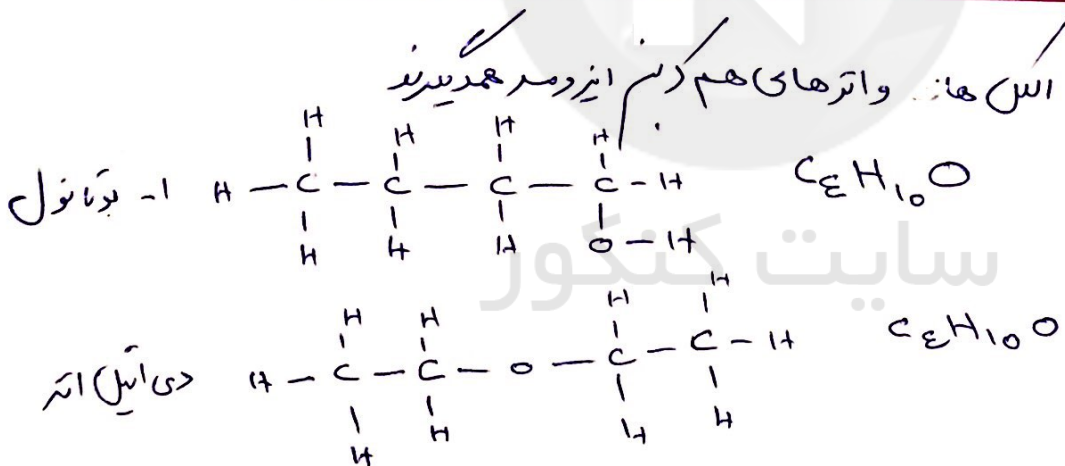 الکل ها و اترهای هم کربن ایزومر همدیگرند
H H H H
H - C - C - C - C - H C₄H₁₀O
۱- بوتانول
H H H O - H
سایت کنکور
H H H H
دی اتیل اتر H - C - C - O - C - C - H C₄H₁₀O
H H H H